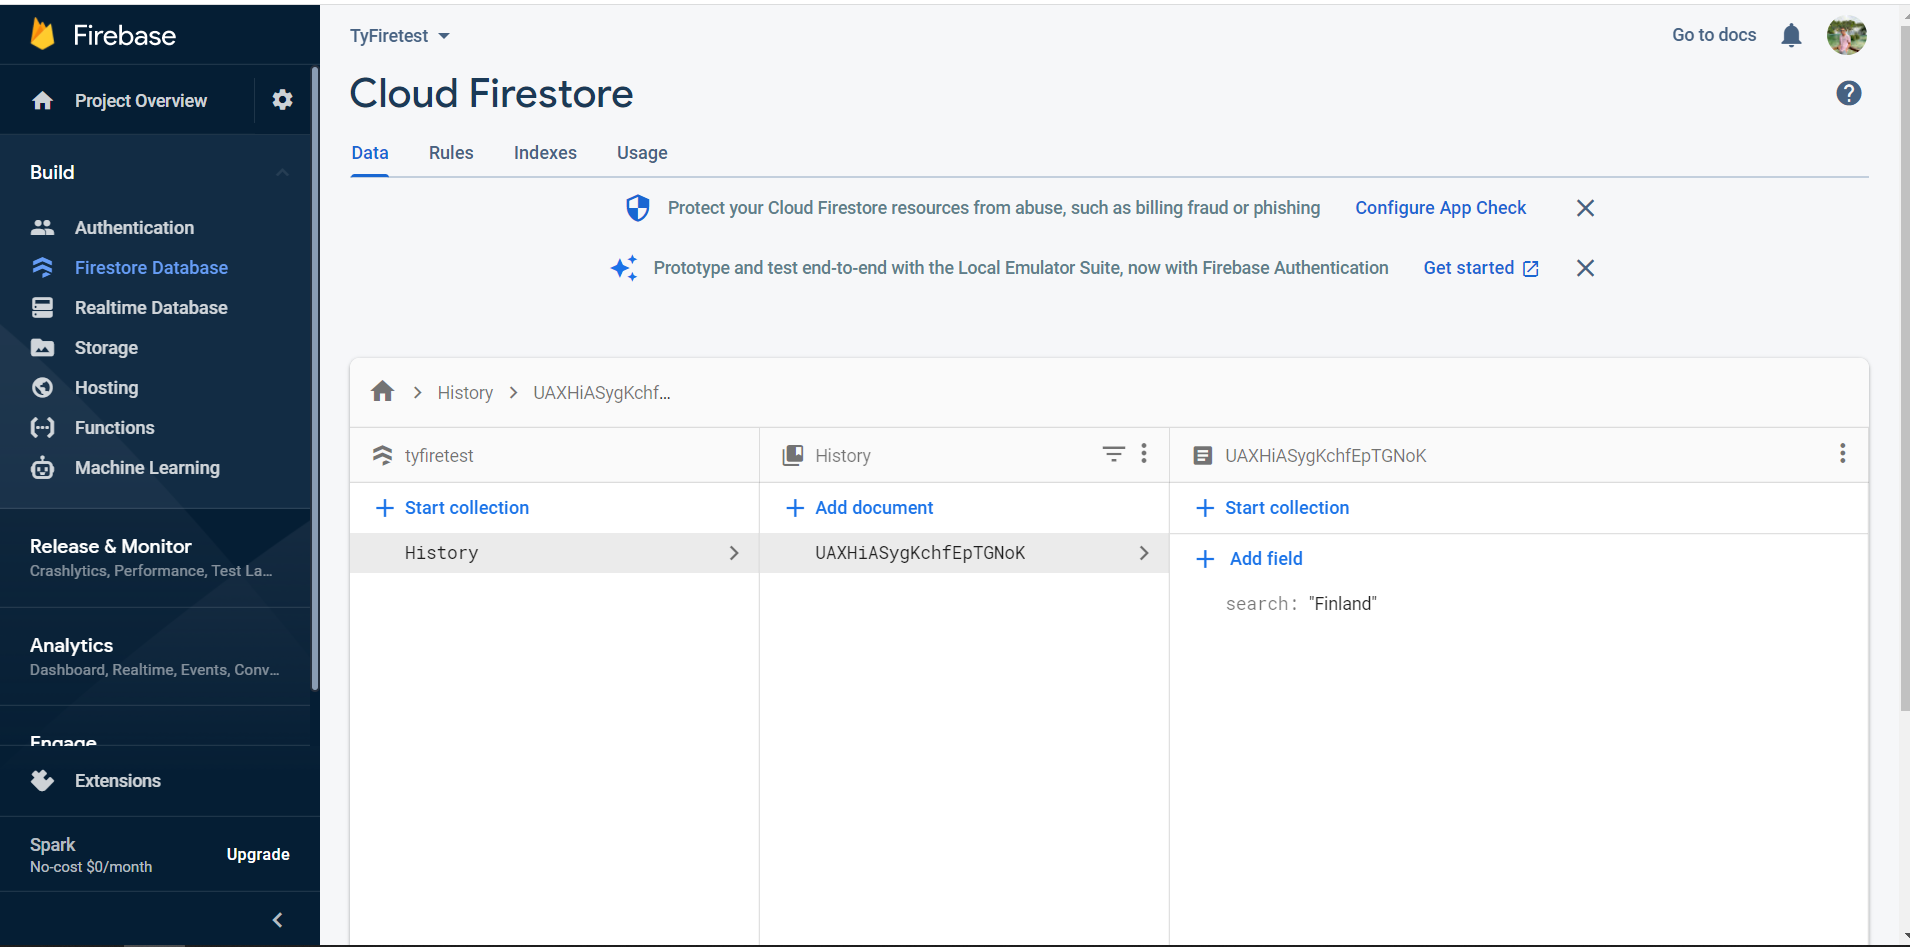 Firebase
Project Overview
Build
Authentication
Firestore Database
Realtime Database
Storage
Hosting
Functions
Machine Learning
Release & Monitor
Crashlytics, Performance, Test La...
Analytics
Dashboard, Realtime, Events, Conv...
Engage
Extensions
Spark
No-cost $0/month
Upgrade
TyFiretest
Go to docs
Cloud Firestore
Data Rules Indexes Usage
Protect your Cloud Firestore resources from abuse, such as billing fraud or phishing Configure App Check
Prototype and test end-to-end with the Local Emulator Suite, now with Firebase Authentication Get started
History UAXHiASygKchf...
tyfiretest
Start collection
History
History
Add document
UAXHiASygKchfEpTGNoK
UAXHiASygKchfEpTGNoK
Start collection
Add field
search: "Finland"